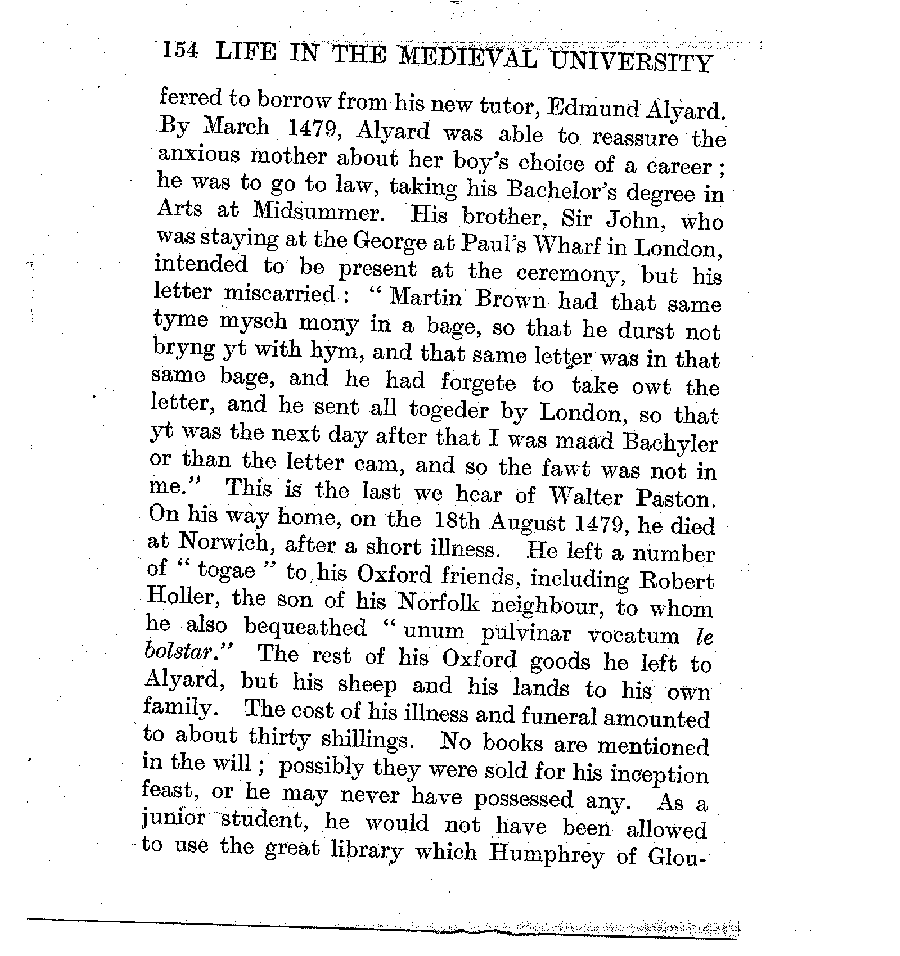 154 LIFE IN THE MEDIEVAL UNIVERSITY
ferred to borrow from his new tutor, Edmund Alyard.
By March 1479, Alyard was able to reassure the
anxious mother about her boy's choice of a career ;
he was to go to law, taking his Bachelor's degree in
Arts at Midsummer. His brother, Sir John, who
was staying at the George at Paul's Wharf in London,
intended to be present at the ceremony, but his
letter miscarried : " Martin Brown had that same
tyme mysch mony in a bage, so that he durst not
bryng yt with hym, and that same letter was in that
same bage, and he had forgete to take owt the
letter, and he sent all togeder by London, so that
yt was the next day after that I was maad Bachyler
or than the letter cam, and so the fawt was not in
me." This is the last we hear of Walter Paston.
On his way home, on the 18th August 1479, he died
at Norwich, after a short illness. He left a number
of " togae " to his Oxford friends, including Robert
Holler, the son of his Norfolk neighbour, to whom
he also bequeathed " unum pulvinar vocatum le
bolstar." The rest of his Oxford goods he left to
Alyard, but his sheep and his lands to his own
family. The cost of his illness and funeral amounted
to about thirty shillings. No books are mentioned
in the will ; possibly they were sold for his inception
feast, or he may never have possessed any. As a
junior student, he would not have been allowed
to use the great library which Humphrey of Glou-